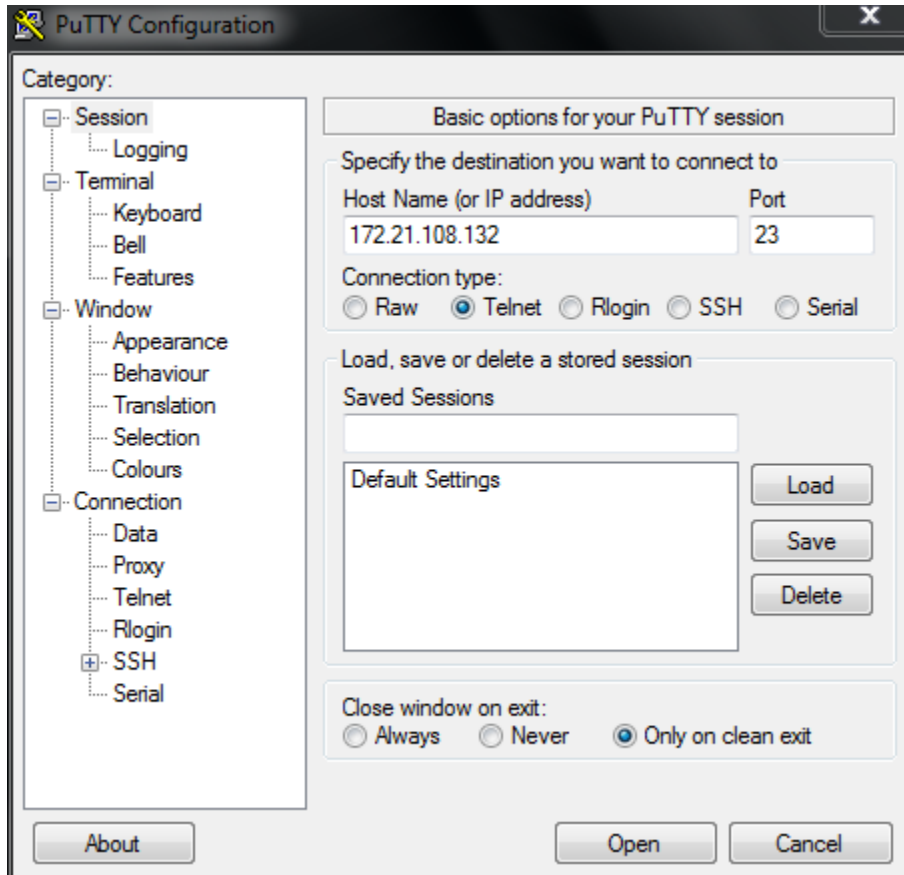 PuTTY Configuration
X
Category:
Session
Logging
Terminal
Keyboard
Bell
Features
Window
Appearance
Behaviour
Translation
Selection
Colours
Connection
Data
Proxy
Telnet
Rlogin
SSH
Serial
Basic options for your PuTTY session
Specify the destination you want to connect to
Host Name (or IP address) Port
172.21.108.132 23
Connection type:
Raw Telnet Rlogin SSH Serial
Load, save or delete a stored session
Saved Sessions
Default Settings
Load
Save
Delete
Close window on exit:
Always Never Only on clean exit
About Open Cancel